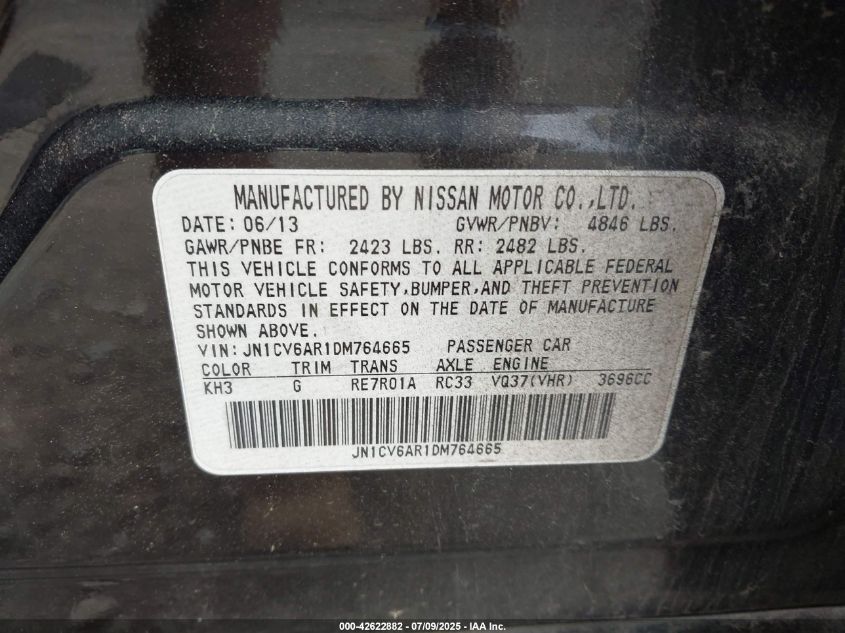 MANUFACTURED BY NISSAN MOTOR CO.,LTD.
DATE: 06/13 GVWR/PNBV: 4846 LBS.
GAWR/PNBE FR: 2423 LBS. RR: 2482 LBS.
THIS VEHICLE CONFORMS TO ALL APPLICABLE FEDERAL
MOTOR VEHICLE SAFETY,BUMPER,AND THEFT PREVENTION
STANDARDS IN EFFECT ON THE DATE OF MANUFACTURE
SHOWN ABOVE.
VIN:JN1CV6AR1DM764665 PASSENGER CAR
COLOR TRIM TRANS AXLE ENGINE
KH3 G RE7R01A RC33 VQ37(VHR) 3696CC
JN1CV6AR1DM764665
000-42622882 - 07/09/2025 - IAA Inc.